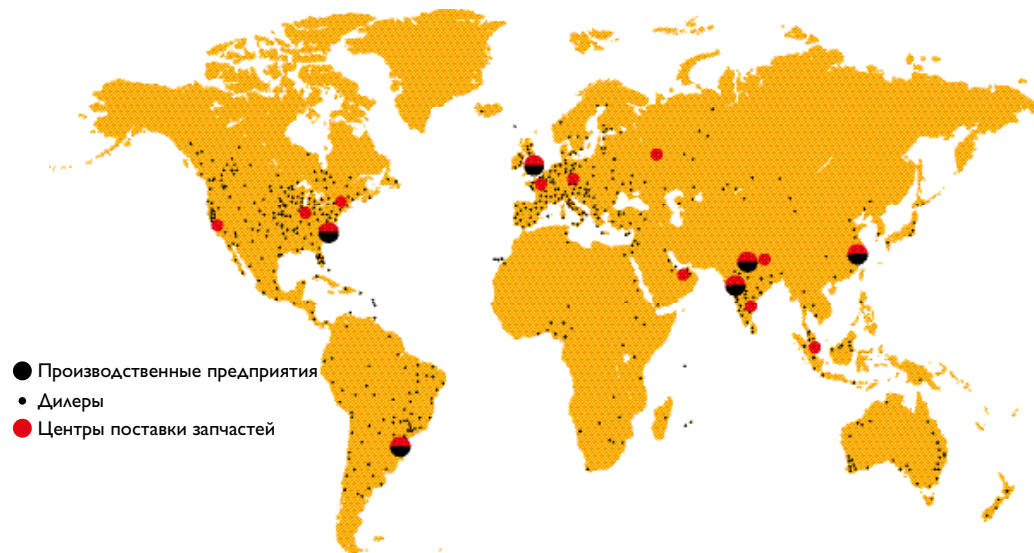 Производственные предприятия
Дилеры
Центры поставки запчастей